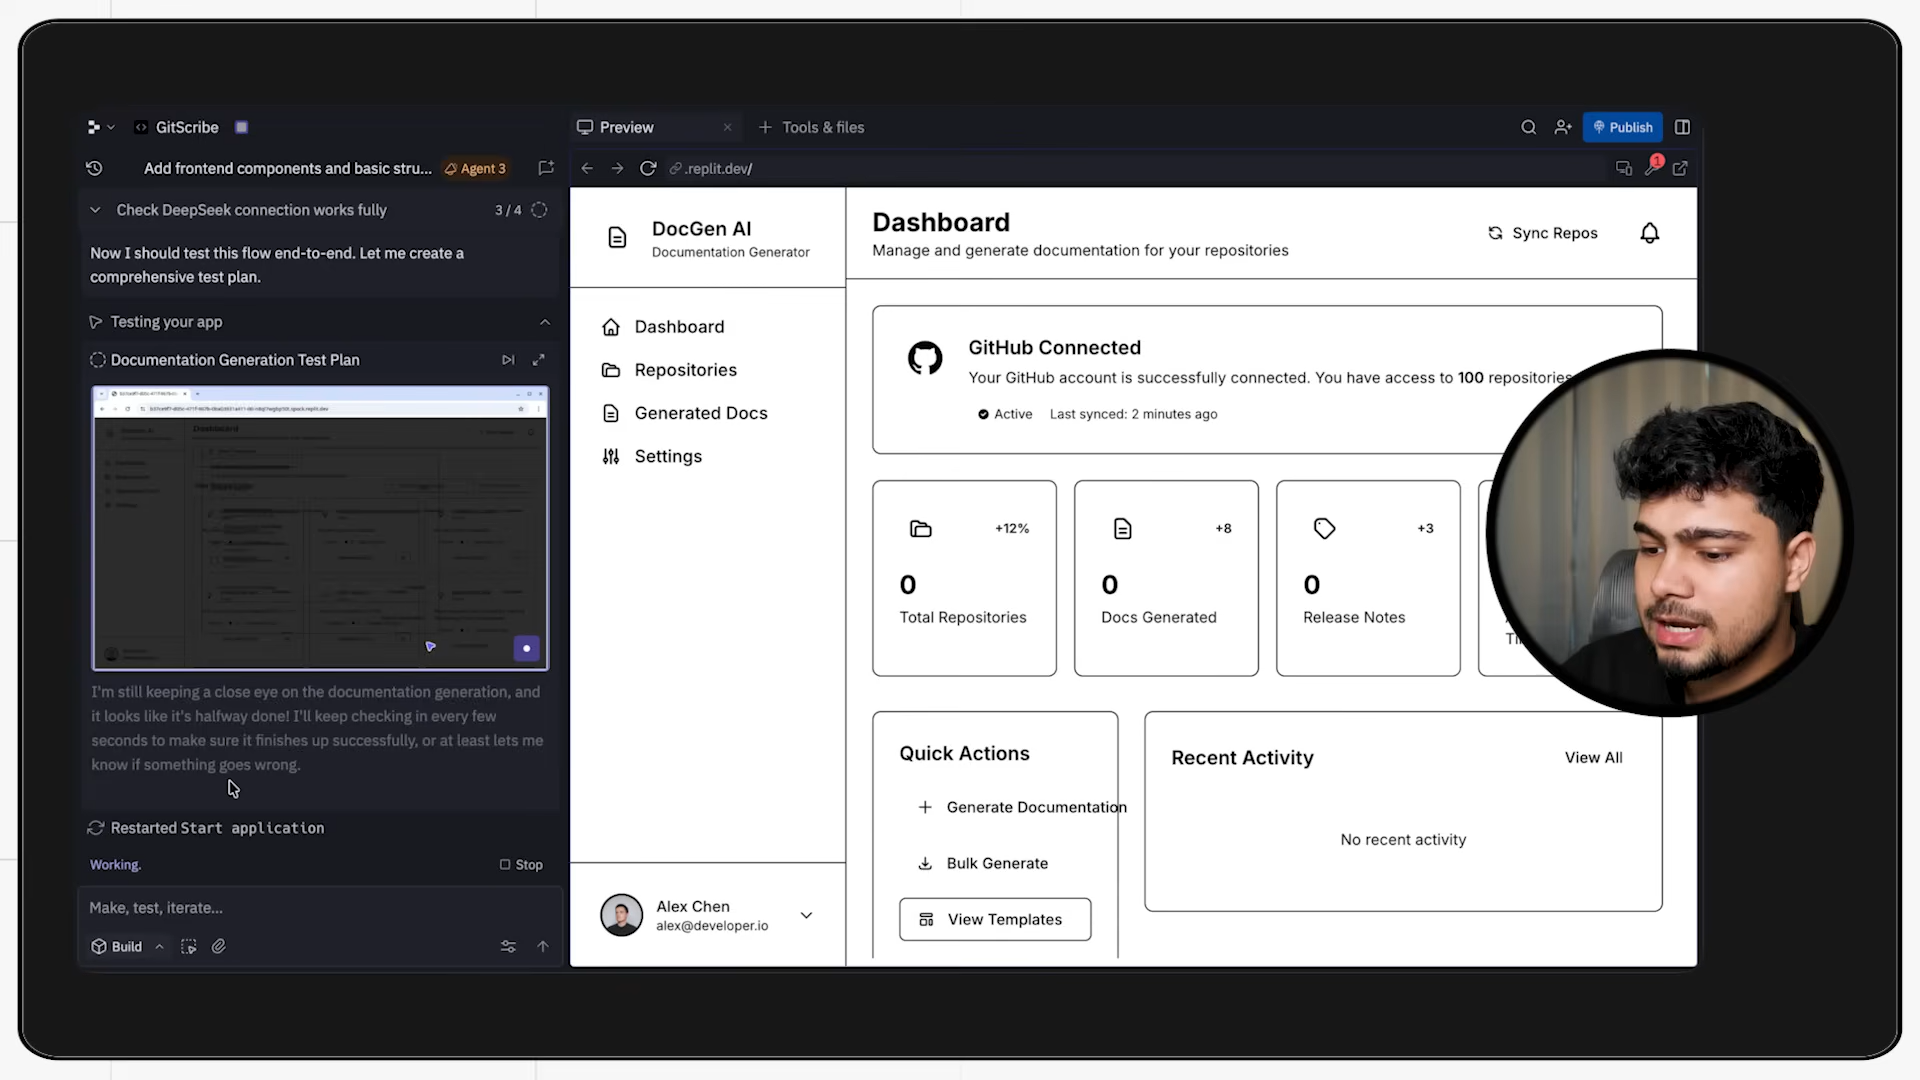 GitScribe
Add frontend components and basic stru...
Agent 3
Check DeepSeek connection works fully
3 / 4
Now I should test this flow end-to-end. Let me create a
comprehensive test plan.
Testing your app
Documentation Generation Test Plan
Dashboard
I'm still keeping a close eye on the documentation generation, and
it looks like it's halfway done! I'll keep checking in every few
seconds to make sure it finishes up successfully, or at least lets me
know if something goes wrong.
Restarted Start application
Working.
Stop
Make, test, iterate...
Build
Preview
Tools & files
Publish
.replit.dev/
1
DocGen AI
Documentation Generator
Dashboard
Repositories
Generated Docs
Settings
Alex Chen
alex@developer.io
Dashboard
Manage and generate documentation for your repositories
Sync Repos
GitHub Connected
Your GitHub account is successfully connected. You have access to 100 repositories
Active
Last synced: 2 minutes ago
+12%
0
Total Repositories
+8
0
Docs Generated
+3
0
Release Notes
Quick Actions
Generate Documentation
Bulk Generate
View Templates
Recent Activity
View All
No recent activity